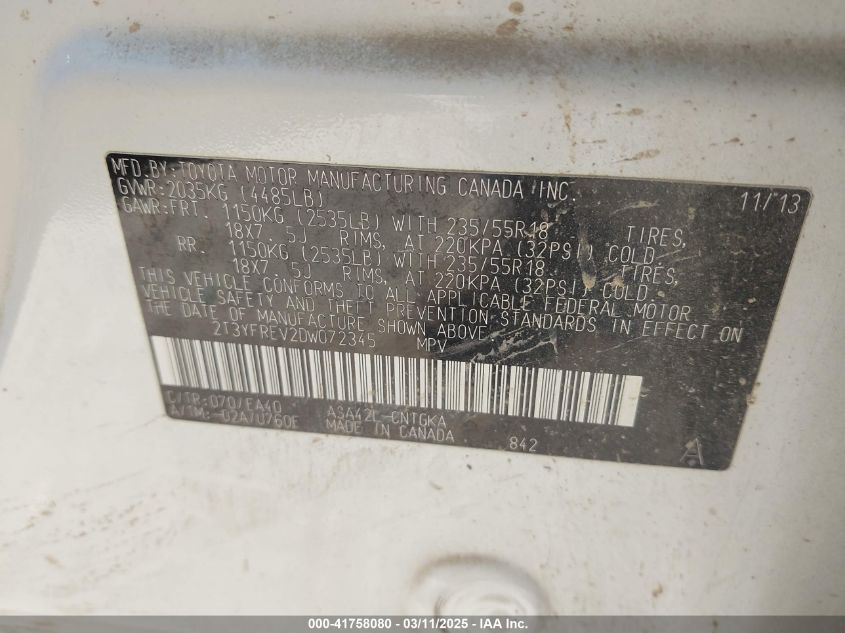 MFD.BY:TOYOTA MOTOR MANUFACTURING CANADA INC. 11/13
GVWR:2035KG (4485LB)
GAWR:FRT. 1150KG (2535LB) WITH 235/55R18 TIRES,
18X7. 5J RIMS, AT 220KPA (32PSI) COLD.
RR. 1150KG (2535LB) WITH 235/55R18 TIRES,
18X7. 5J RIMS, AT 220KPA (32PSI) COLD.
THIS VEHICLE CONFORMS TO ALL APPLICABLE FEDERAL MOTOR
VEHICLE SAFETY AND THEFT PREVENTION STANDARDS IN EFFECT ON
THE DATE OF MANUFACTURE SHOWN ABOVE.
2T3YFREV2DW072345 MPV
C/TR:070/EA40 ASA42L-CNTGKA
A/TM:-02A/U760E MADE IN CANADA 842 A
000-41758080 - 03/11/2025 - IAA Inc.